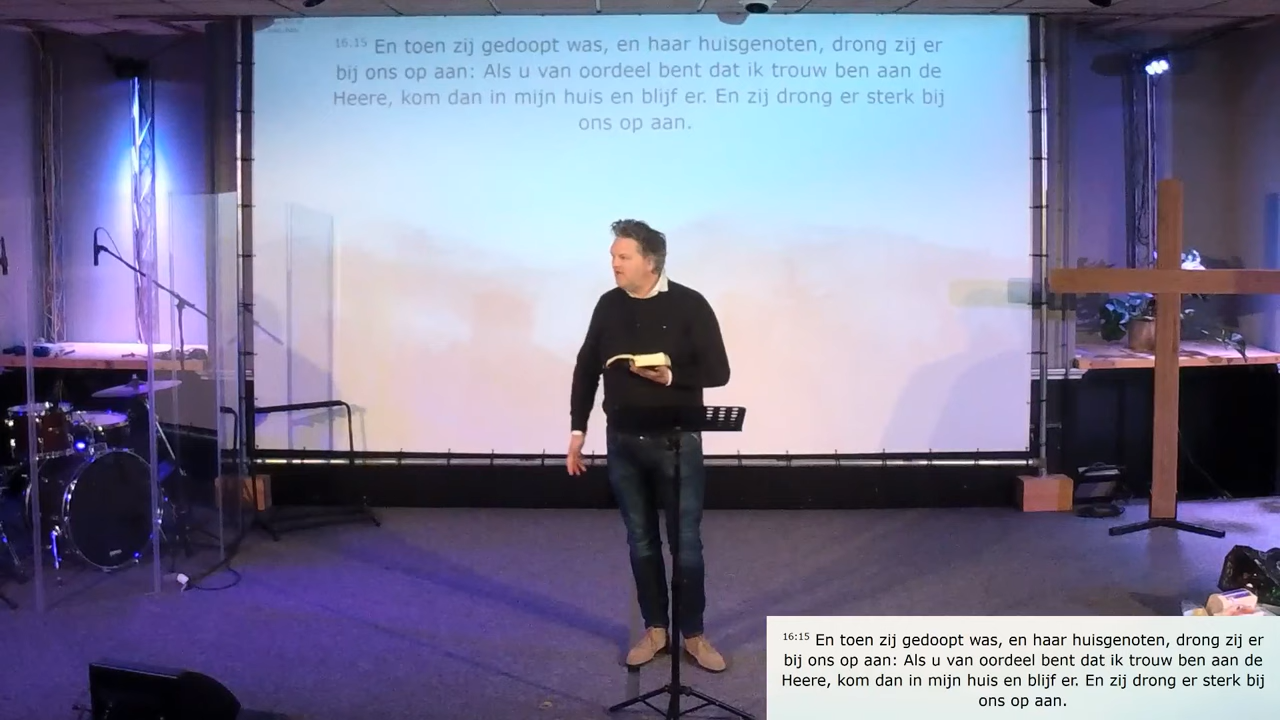 16.15 En toen zij gedoopt was, en haar huisgenoten, drong zij er
bij ons op aan: Als u van oordeel bent dat ik trouw ben aan de
Heere, kom dan in mijn huis en blijf er. En zij drong er sterk bij
ons op aan.
16:15 En toen zij gedoopt was, en haar huisgenoten, drong zij er
bij ons op aan: Als u van oordeel bent dat ik trouw ben aan de
Heere, kom dan in mijn huis en blijf er. En zij drong er sterk bij
ons op aan.